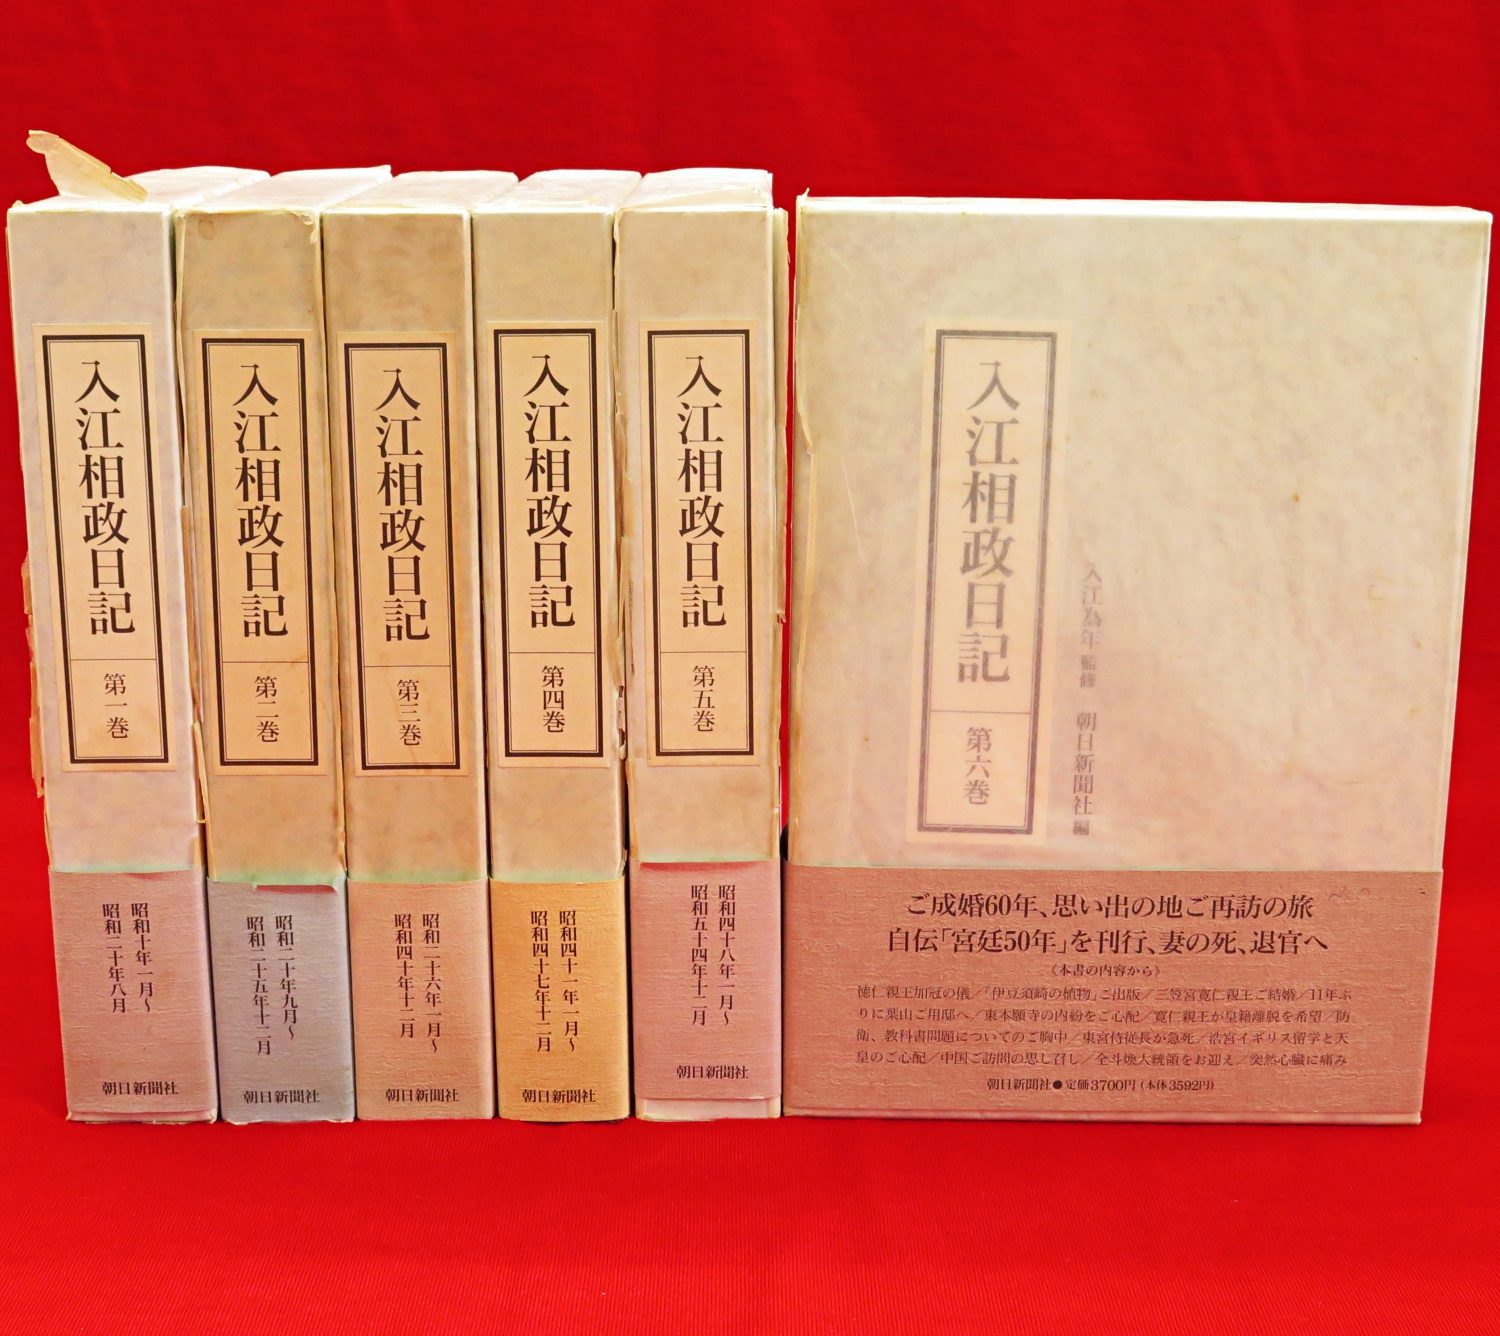 入江相政日記
第一巻
昭和十年一月〜
昭和二十年八月
朝日新聞社
入江相政日記
第二巻
昭和二十年九月〜
昭和二十五年十二月
朝日新聞社
入江相政日記
第三巻
昭和二十六年一月〜
昭和四十年十二月
朝日新聞社
入江相政日記
第四巻
昭和四十一年一月〜
昭和四十七年十二月
朝日新聞社
入江相政日記
第五巻
昭和四十八年一月〜
昭和五十四年十二月
朝日新聞社
入江相政日記
第六巻
入江為年 監修 朝日新聞社 編
ご成婚60年、思い出の地ご再訪の旅
自伝「宮廷50年」を刊行、妻の死、退官へ
《本書の内容から》
徳仁親王加冠の儀／「伊豆須崎の植物」ご出版／三笠宮寛仁親王ご結婚／11年ぶ
りに葉山ご用邸へ／東本願寺の内紛をご心配／寛仁親王が皇籍離脱を希望／防
衛、教科書問題についてのご胸中／東宮侍従長が急死／浩宮イギリス留学と天
皇のご心配／中国ご訪問の思し召し／全斗煥大統領をお迎え／突然心臓に痛み
朝日新聞社●定価3700円（本体3592円）